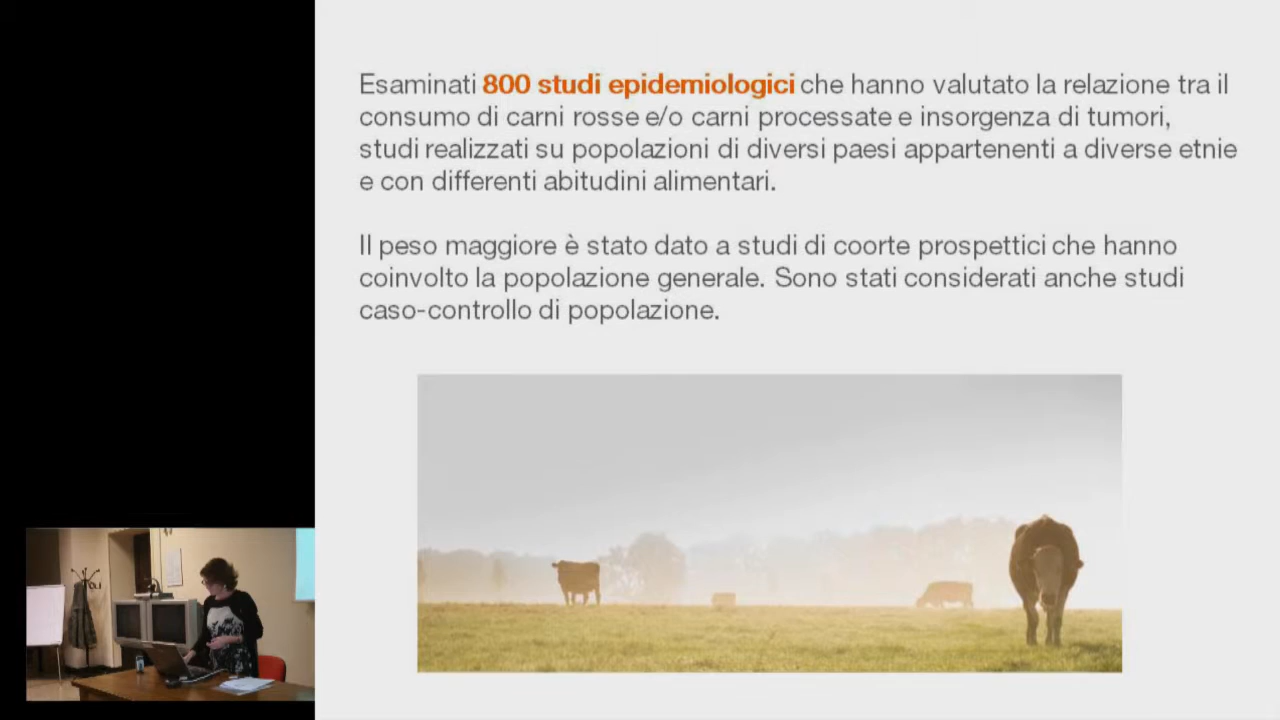 Esaminati 800 studi epidemiologici che hanno valutato la relazione tra il
consumo di carni rosse e/o carni processate e insorgenza di tumori,
studi realizzati su popolazioni di diversi paesi appartenenti a diverse etnie
e con differenti abitudini alimentari.
Il peso maggiore è stato dato a studi di coorte prospettici che hanno
coinvolto la popolazione generale. Sono stati considerati anche studi
caso-controllo di popolazione.